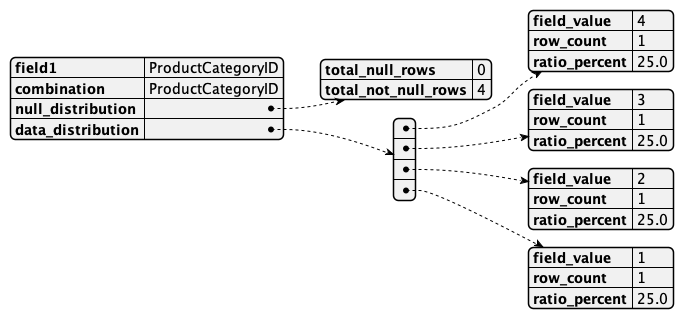 field1 ProductCategoryID
combination ProductCategoryID
null_distribution
data_distribution
total_null_rows 0
total_not_null_rows 4
field_value 4
row_count 1
ratio_percent 25.0
field_value 3
row_count 1
ratio_percent 25.0
field_value 2
row_count 1
ratio_percent 25.0
field_value 1
row_count 1
ratio_percent 25.0